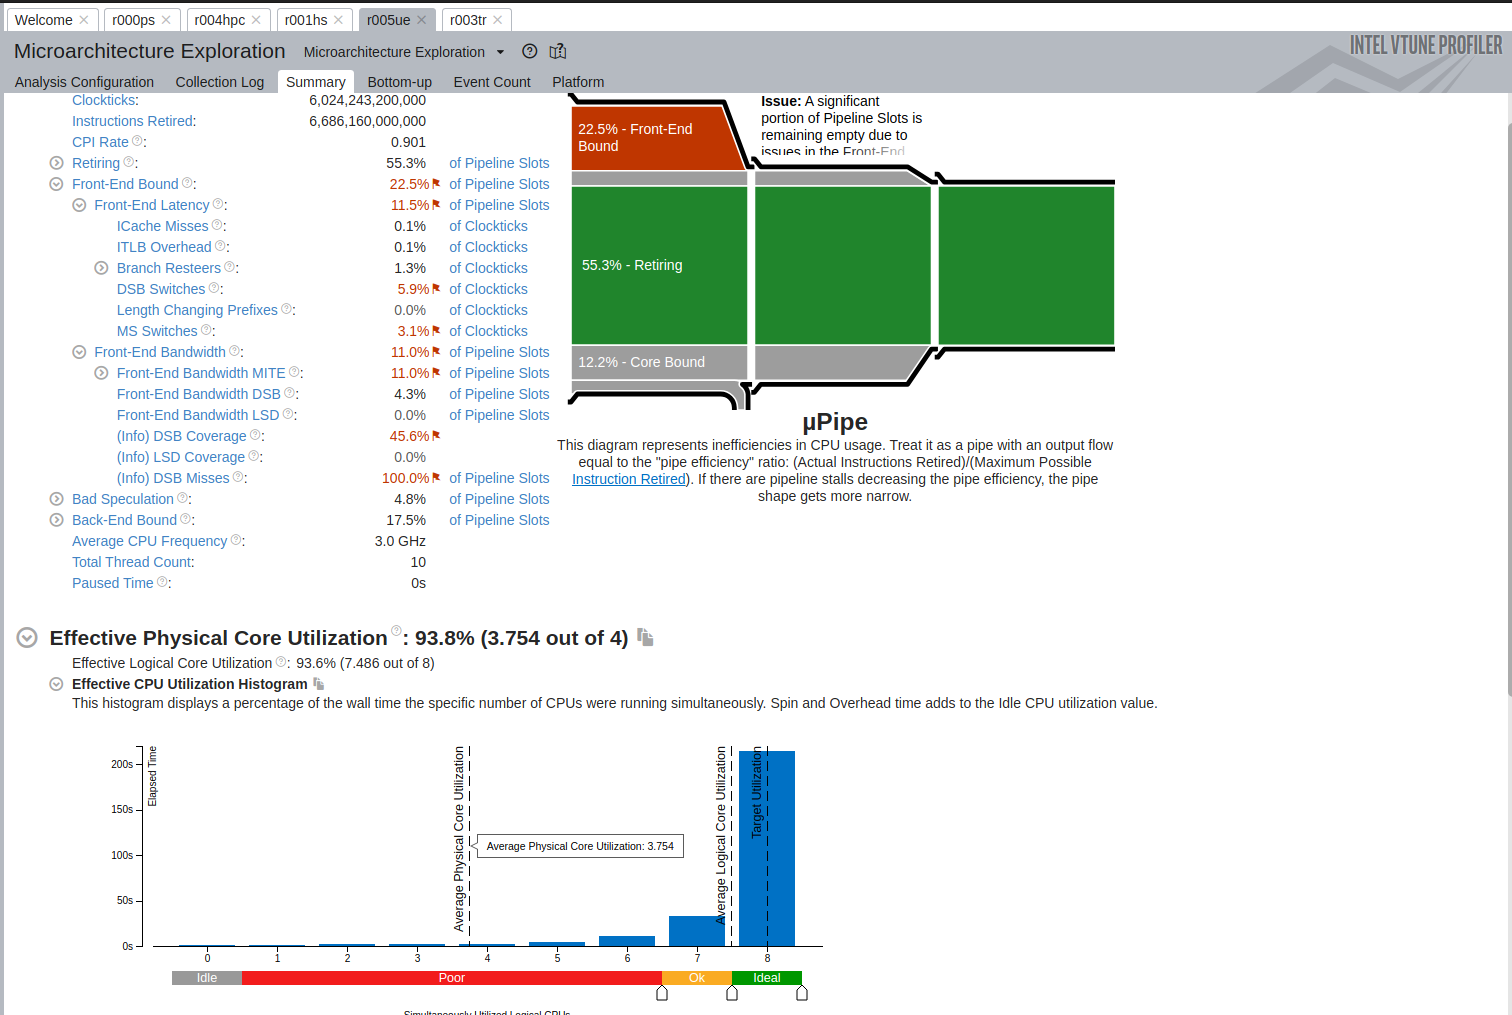 Welcome
r000ps
r004hpc
r001hs
r005ue
r003tr
Microarchitecture Exploration
Microarchitecture Exploration
INTEL VTUNE PROFILER
Analysis Configuration
Collection Log
Summary
Bottom-up
Event Count
Platform
Clockticks: 6,024,243,200,000
Instructions Retired: 6,686,160,000,000
CPI Rate : 0.901
Retiring : 55.3% of Pipeline Slots
Front-End Bound : 22.5% of Pipeline Slots
Front-End Latency : 11.5% of Pipeline Slots
ICache Misses : 0.1% of Clockticks
ITLB Overhead : 0.1% of Clockticks
Branch Resteers : 1.3% of Clockticks
DSB Switches : 5.9% of Clockticks
Length Changing Prefixes : 0.0% of Clockticks
MS Switches : 3.1% of Clockticks
Front-End Bandwidth : 11.0% of Pipeline Slots
Front-End Bandwidth MITE : 11.0% of Pipeline Slots
Front-End Bandwidth DSB : 4.3% of Pipeline Slots
Front-End Bandwidth LSD : 0.0% of Pipeline Slots
(Info) DSB Coverage : 45.6%
(Info) LSD Coverage : 0.0%
(Info) DSB Misses : 100.0% of Pipeline Slots
Bad Speculation : 4.8% of Pipeline Slots
Back-End Bound : 17.5% of Pipeline Slots
Average CPU Frequency : 3.0 GHz
Total Thread Count: 10
Paused Time : 0s
22.5% - Front-End
Bound
55.3% - Retiring
12.2% - Core Bound
Issue: A significant
portion of Pipeline Slots is
remaining empty due to
issues in the Front-End
µPipe
This diagram represents inefficiencies in CPU usage. Treat it as a pipe with an output flow
equal to the "pipe efficiency" ratio: (Actual Instructions Retired)/(Maximum Possible
Instruction Retired). If there are pipeline stalls decreasing the pipe efficiency, the pipe
shape gets more narrow.
Effective Physical Core Utilization : 93.8% (3.754 out of 4)
Effective Logical Core Utilization : 93.6% (7.486 out of 8)
Effective CPU Utilization Histogram
This histogram displays a percentage of the wall time the specific number of CPUs were running simultaneously. Spin and Overhead time adds to the Idle CPU utilization value.
Elapsed Time
200s
150s
100s
50s
0s
Average Physical Core Utilization
Average Physical Core Utilization: 3.754
Average Logical Core Utilization
Target Utilization
0 1 2 3 4 5 6 7 8
Idle Poor Ok Ideal
Simultaneously Utilized Logical CPUs